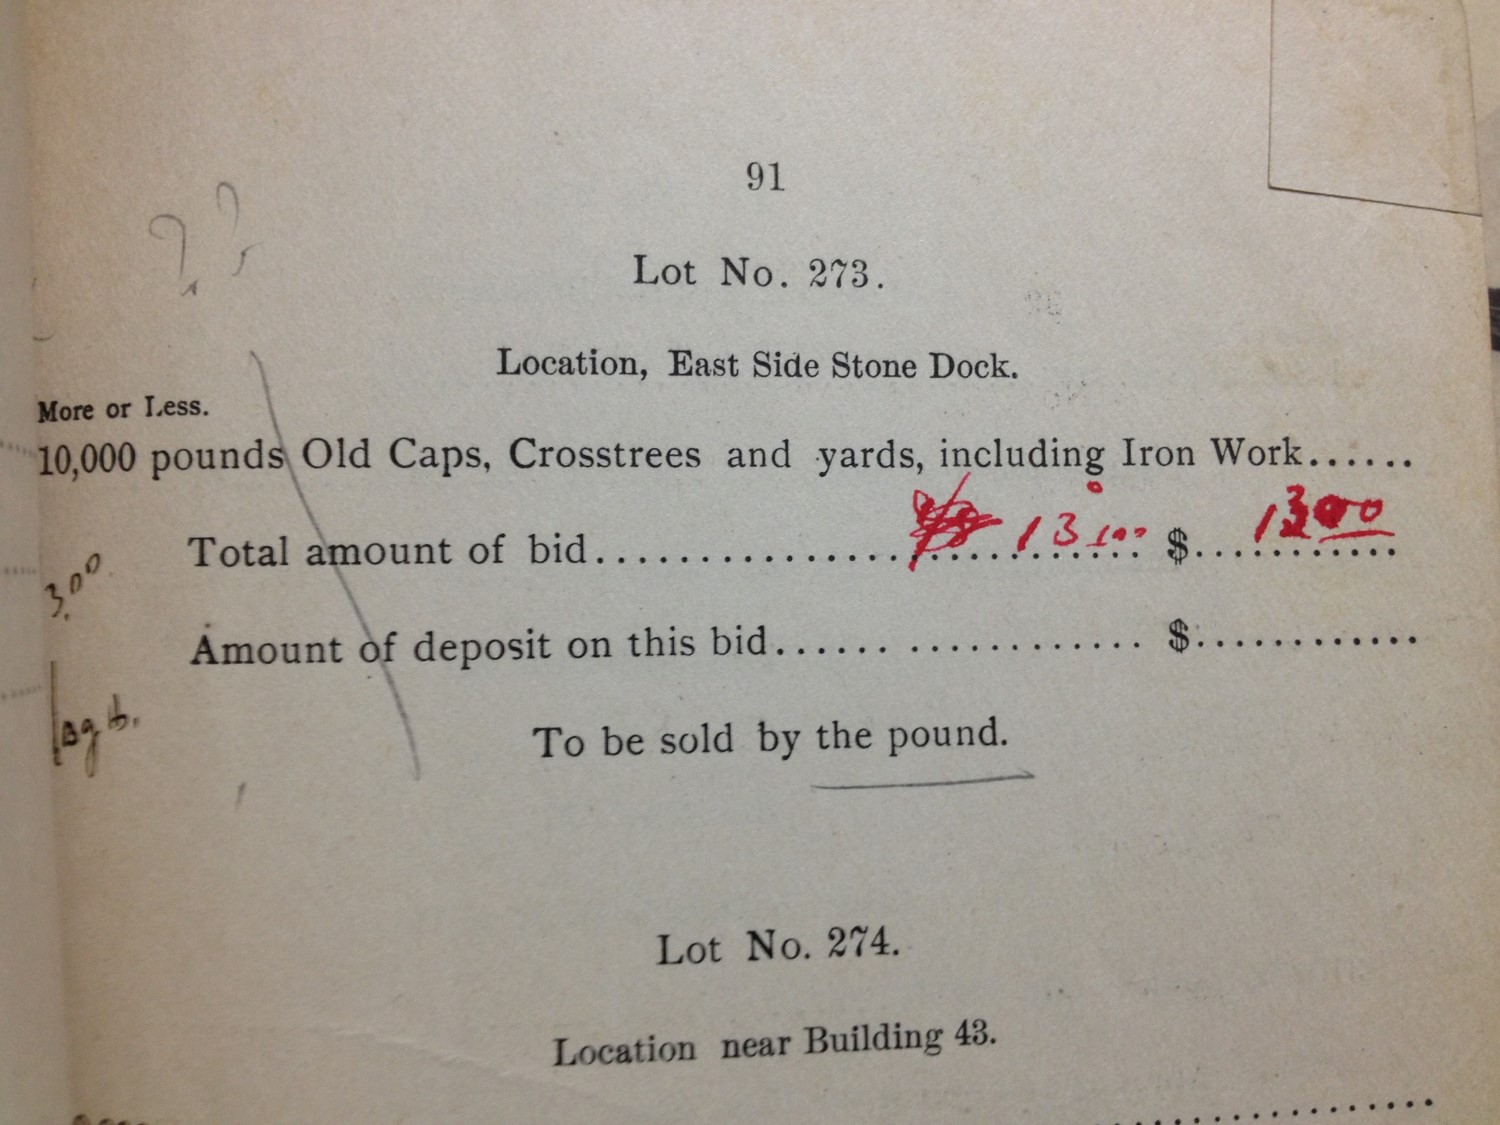 91
? ?
Lot No. 273.
Location, East Side Stone Dock.
More or Less.
10,000 pounds Old Caps, Crosstrees and yards, including Iron Work......
Total amount of bid........................ $............
3.00
Amount of deposit on this bid.................. $............
To be sold by the pound.
Lot No. 274.
Location near Building 43.